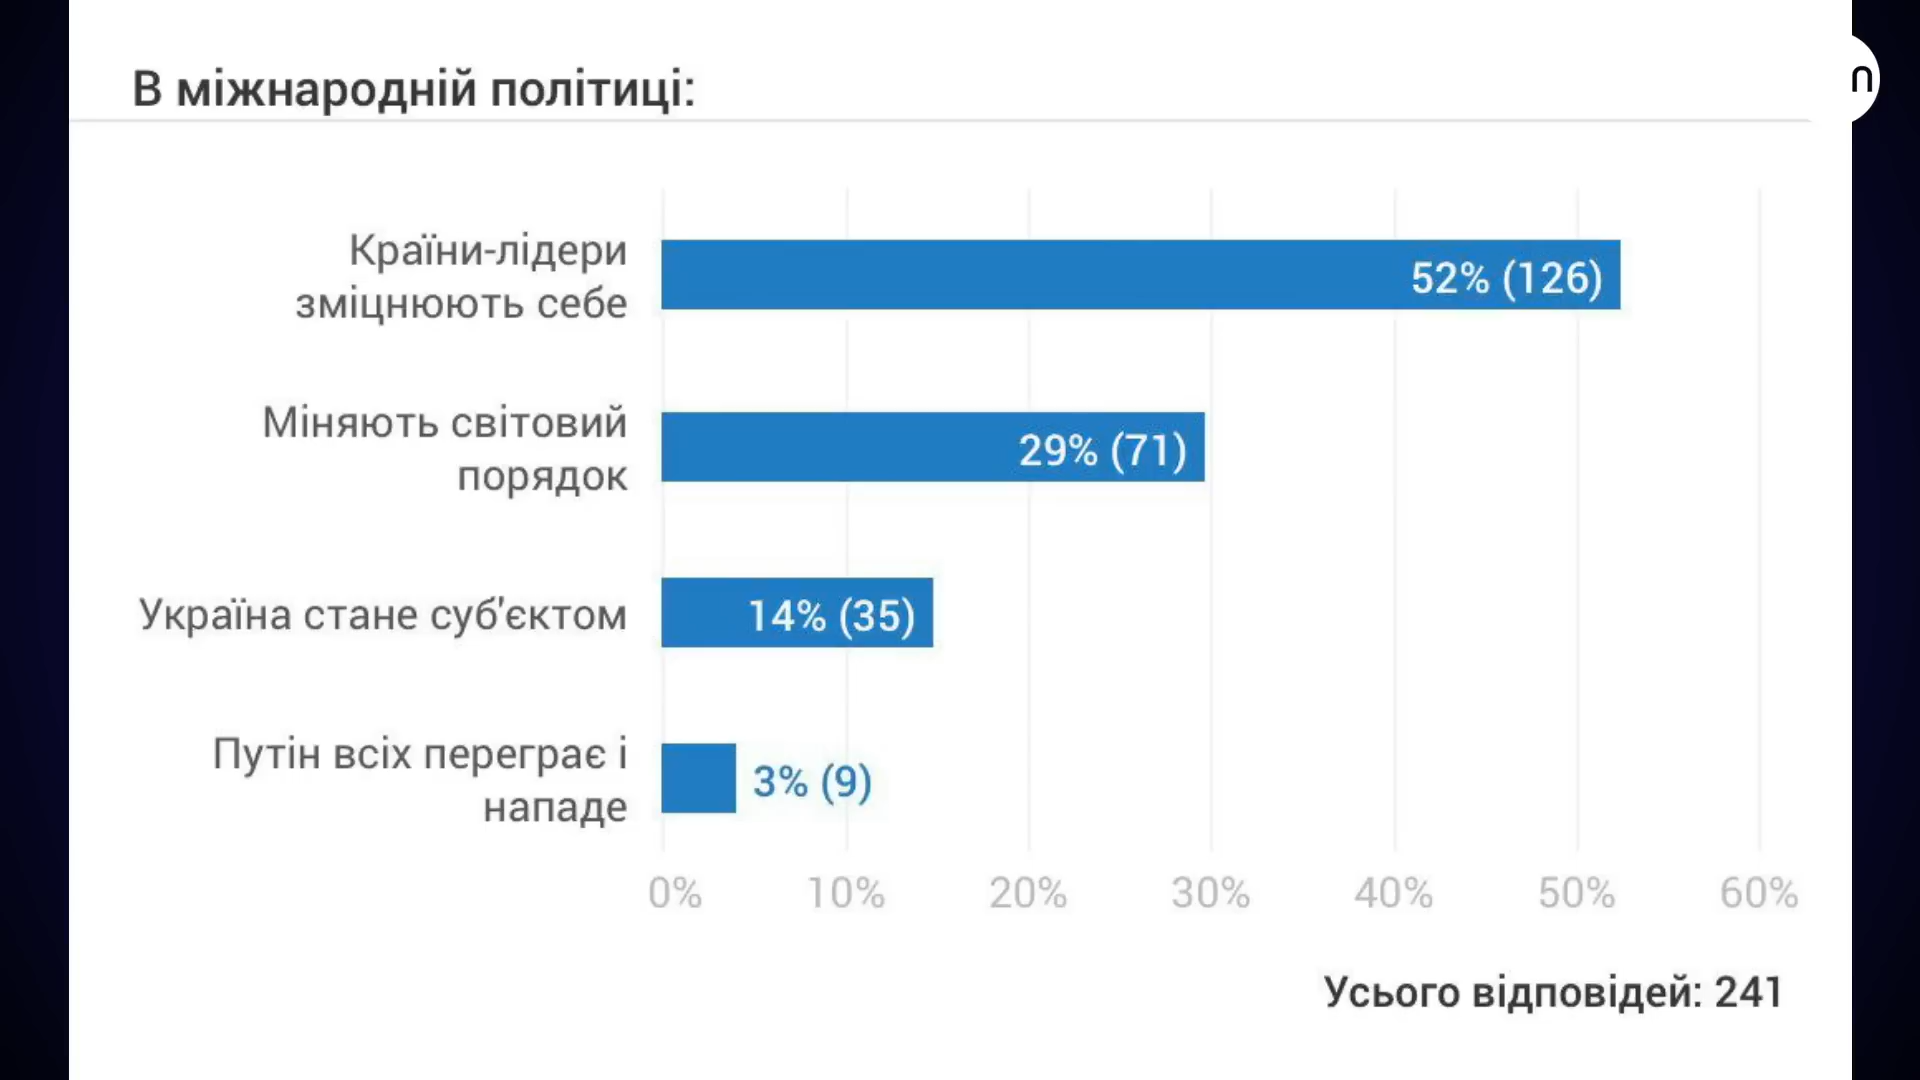 В міжнародній політиці:
n
Країни-лідери
зміцнюють себе
52% (126)
Міняють світовий
порядок
29% (71)
Україна стане суб'єктом
14% (35)
Путін всіх переграє і
нападе
3% (9)
0% 10% 20% 30% 40% 50% 60%
Усього відповідей: 241